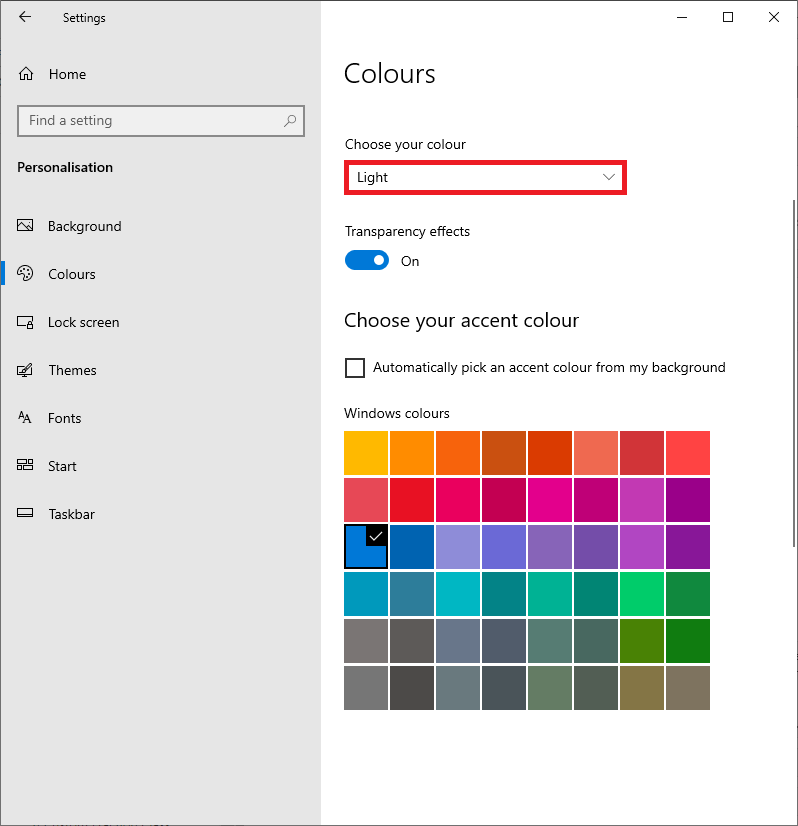 Settings
Home
Find a setting
Personalisation
Background
Colours
Lock screen
Themes
Fonts
Start
Taskbar
Colours
Choose your colour
Light
Transparency effects
On
Choose your accent colour
Automatically pick an accent colour from my background
Windows colours